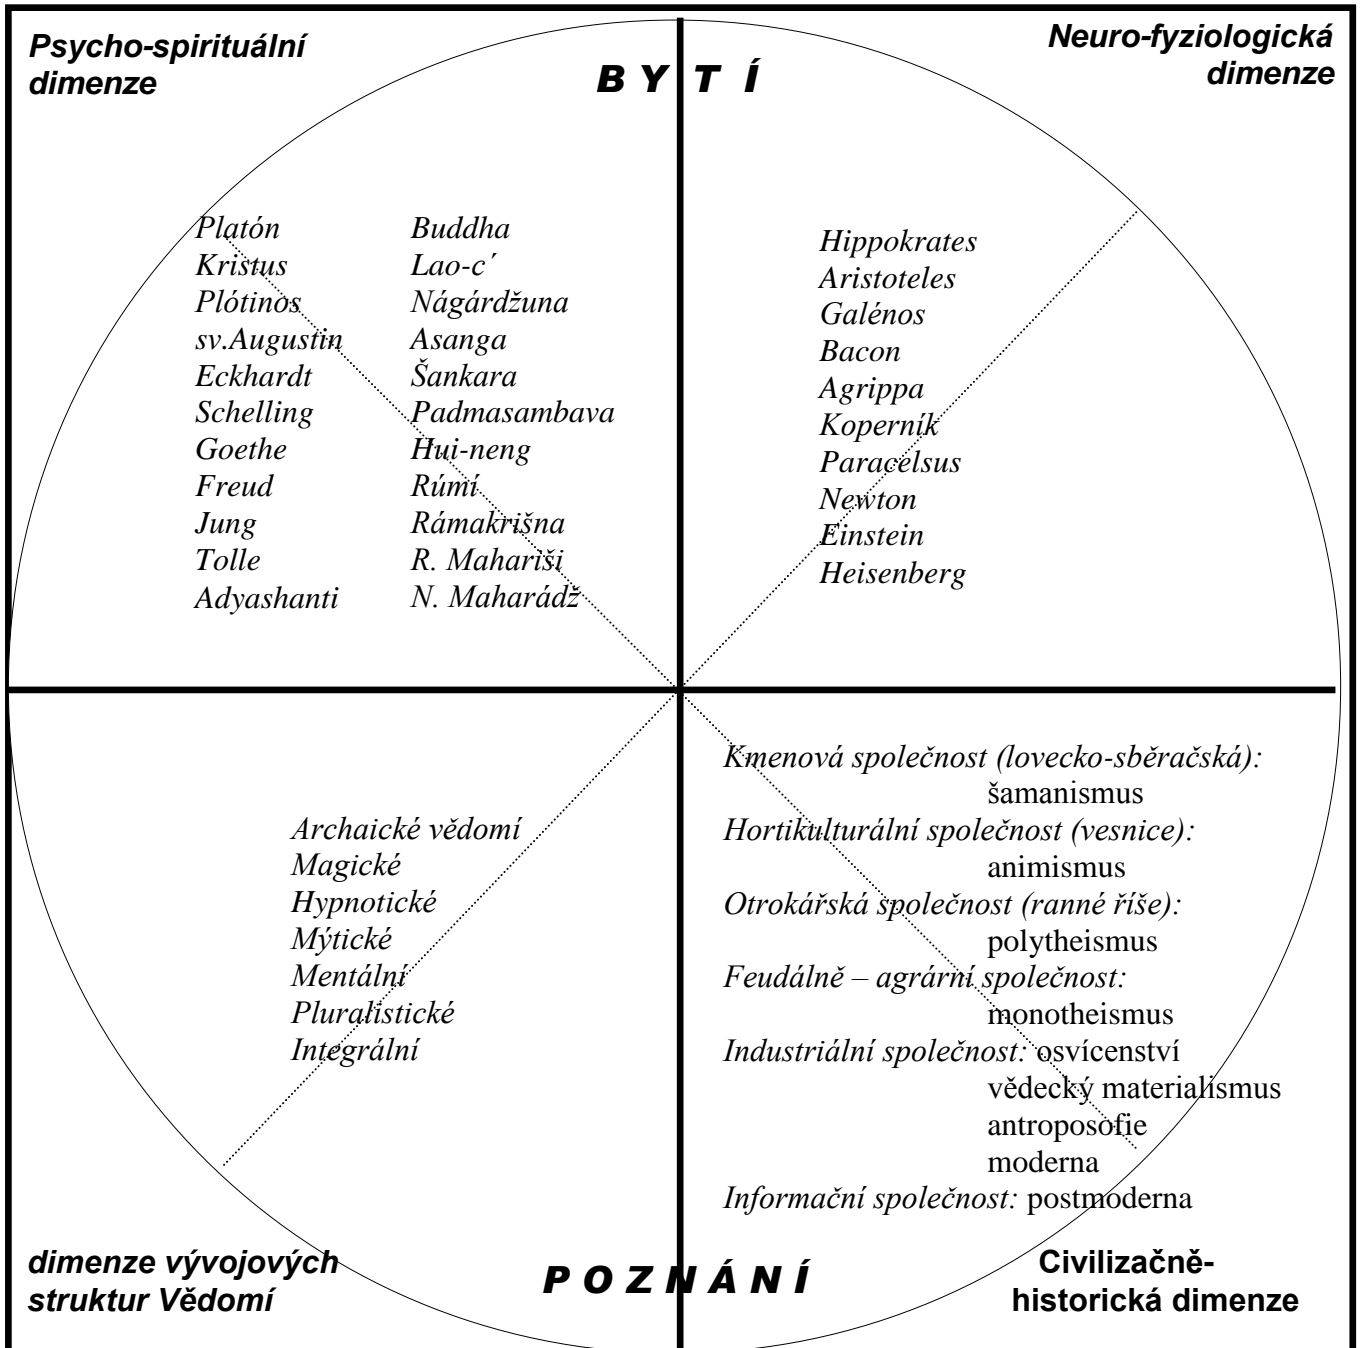 Psycho-spirituální
dimenze
B Y T Í
Neuro-fyziologická
dimenze
Platón
Kristus
Plótinos
sv.Augustin
Eckhardt
Schelling
Goethe
Freud
Jung
Tolle
Adyashanti
Buddha
Lao-c´
Nágárdžuna
Asanga
Šankara
Padmasambava
Hui-neng
Rúmí
Rámakrišna
R. Mahariši
N. Maharádž
Hippokrates
Aristoteles
Galénos
Bacon
Agrippa
Koperník
Paracelsus
Newton
Einstein
Heisenberg
Archaické vědomí
Magické
Hypnotické
Mýtické
Mentální
Pluralistické
Integrální
Kmenová společnost (lovecko-sběračská):
šamanismus
Hortikulturální společnost (vesnice):
animismus
Otrokářská společnost (ranné říše):
polytheismus
Feudálně – agrární společnost:
monotheismus
Industriální společnost: osvícenství
vědecký materialismus
antroposofie
moderna
Informační společnost: postmoderna
dimenze vývojových
struktur Vědomí
P O Z N Á N Í
Civilizačně-
historická dimenze